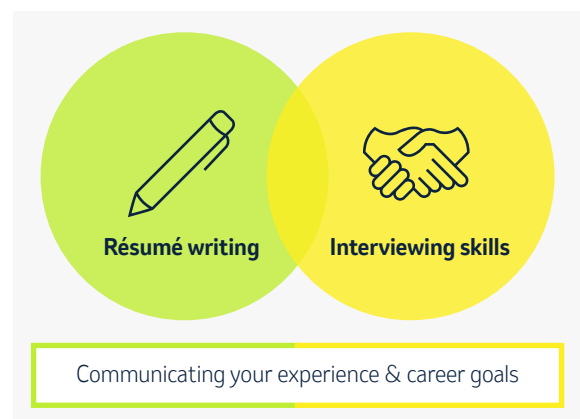 Résumé writing
Interviewing skills
Communicating your experience & career goals